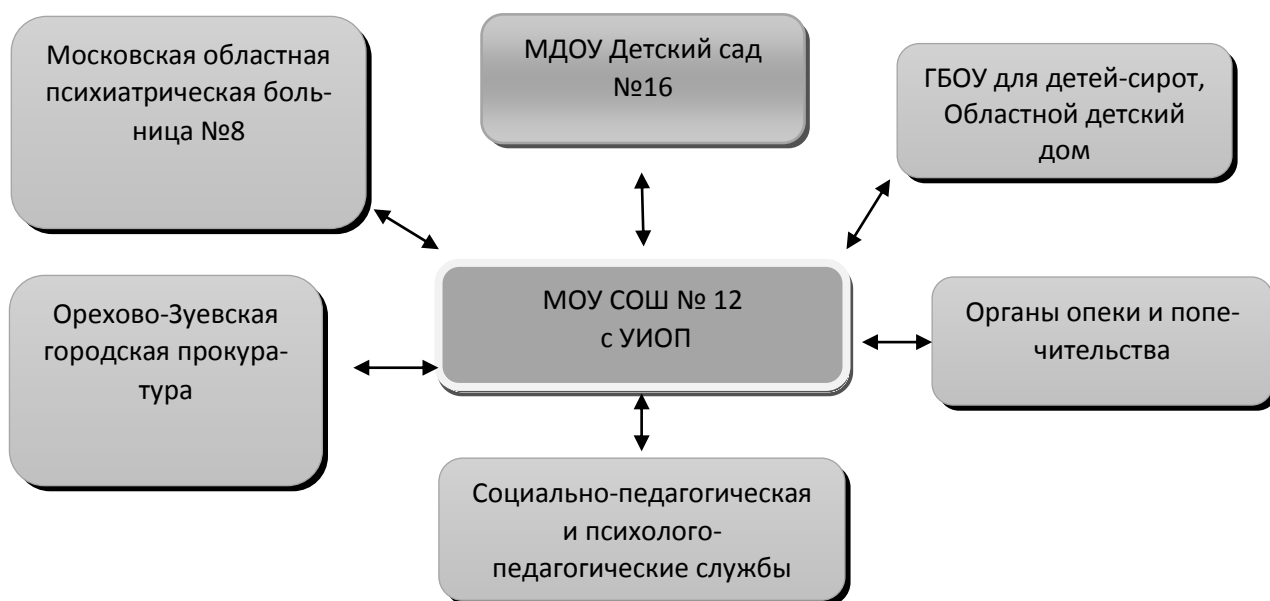 Московская областная
психиатрическая боль-
ница №8
МДОУ Детский сад
№16
ГБОУ для детей-сирот,
Областной детский
дом
Орехово-Зуевская
городская прокура-
тура
МОУ СОШ № 12
с УИОП
Органы опеки и попе-
чительства
Социально-педагогическая
и психолого-
педагогические службы